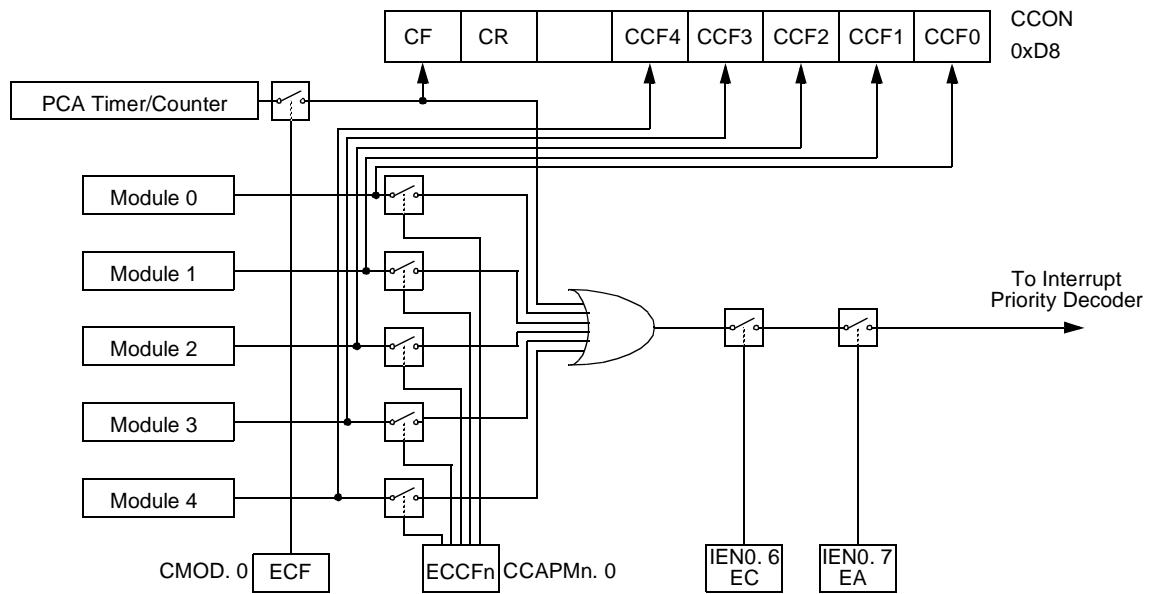 CF CR CCF4 CCF3 CCF2 CCF1 CCF0
CCON
0xD8
PCA Timer/Counter
Module 0
Module 1
Module 2
Module 3
Module 4
To Interrupt
Priority Decoder
CMOD. 0 ECF
ECCFn CCAPMn. 0
IEN0. 6
EC
IEN0. 7
EA